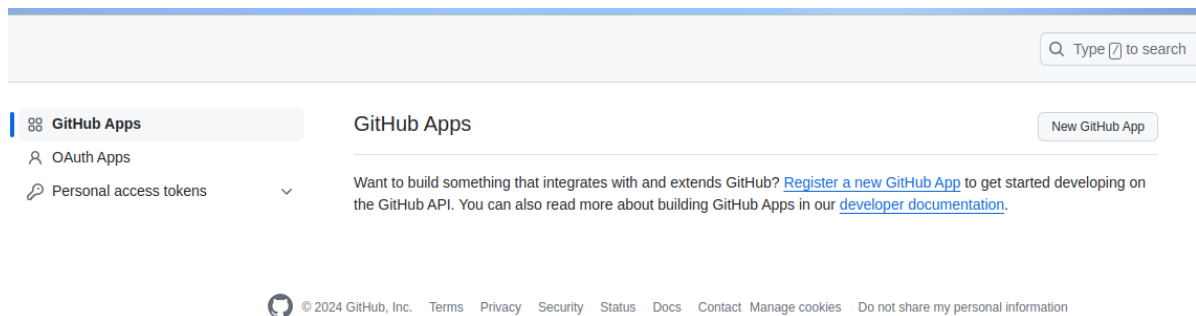 Type / to search
GitHub Apps
OAuth Apps
Personal access tokens
GitHub Apps
New GitHub App
Want to build something that integrates with and extends GitHub? Register a new GitHub App to get started developing on
the GitHub API. You can also read more about building GitHub Apps in our developer documentation.
© 2024 GitHub, Inc. Terms Privacy Security Status Docs Contact Manage cookies Do not share my personal information